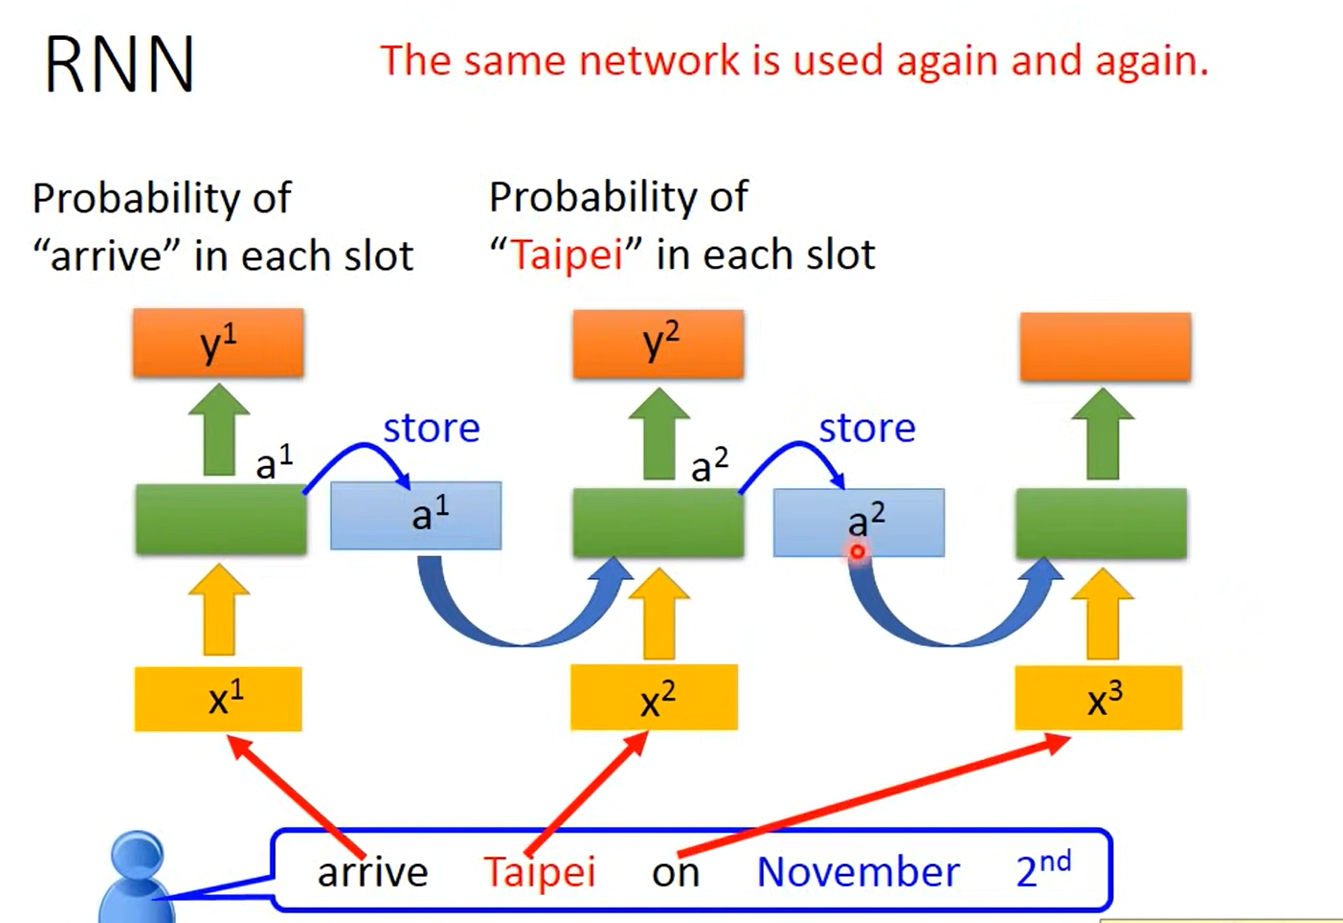 RNN
The same network is used again and again.
Probability of
“arrive” in each slot
Probability of
“Taipei” in each slot
y¹
y²
store
store
a¹
a²
a¹
a²
x¹
x²
x³
arrive Taipei on November 2ⁿᵈ